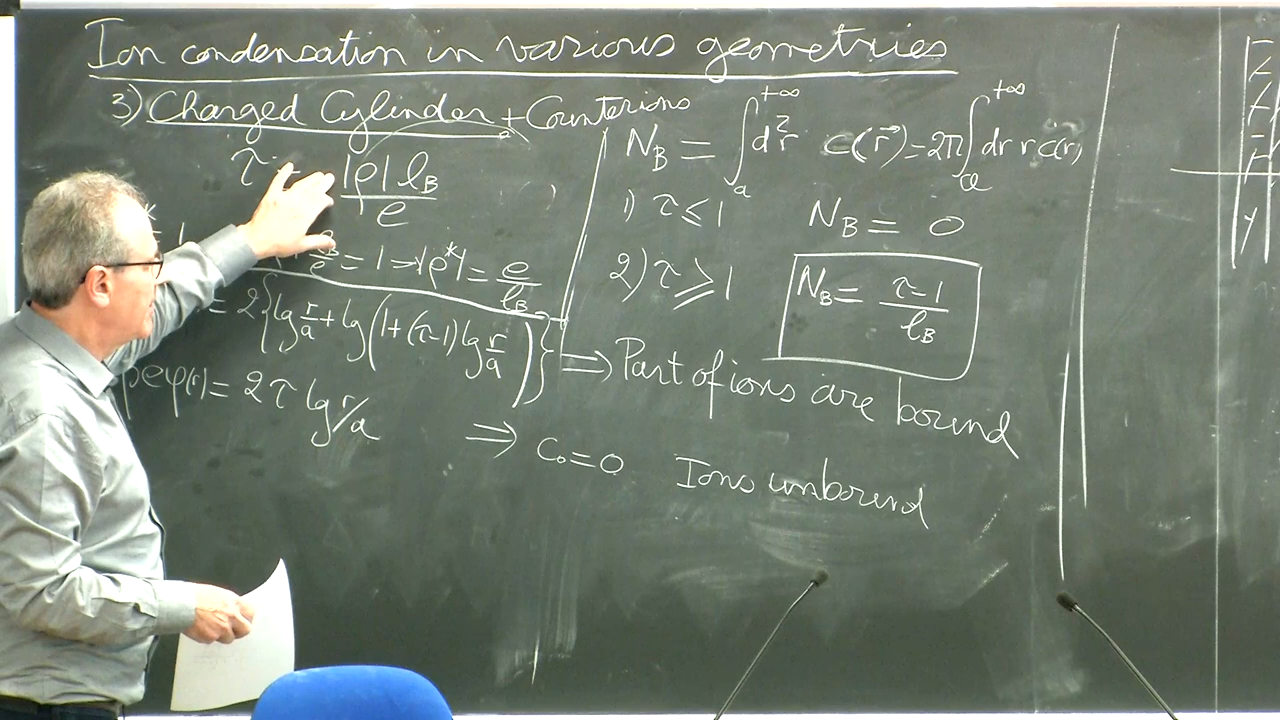 Ion condensation in various geometries
3) Charged Cylinder + Counterions
τ = |ρ| l_B / e
l_B / e = 1 ⇒ |ρ*| = e / l_B
= 2 { lg r/a + lg ( 1 + (τ-1) lg r/a ) }
βeφ(r) = 2 τ lg r/a
N_B = ∫_a^{+∞} d²r c(r⃗) = 2π ∫_a^{+∞} dr r c(r)
1) τ ≤ 1 N_B = 0
2) τ ⩾ 1 N_B = (τ-1) / l_B
⇒ Part of ions are bound
⇒ c₀ = 0 Ions unbound